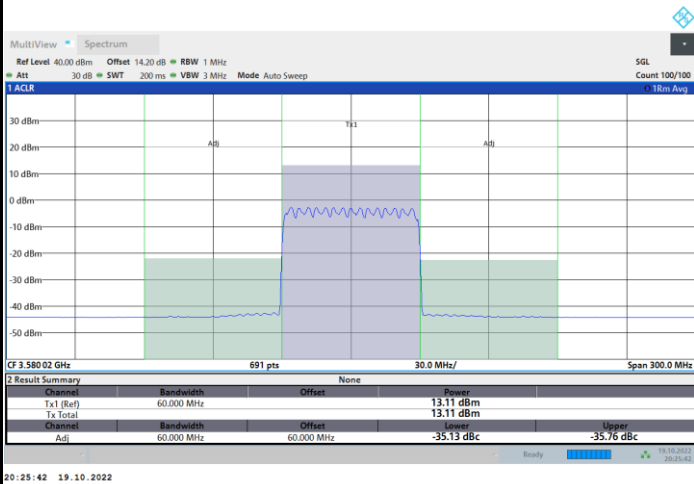 MultiView Spectrum
Ref Level 40.00 dBm Offset 14.20 dB RBW 1 MHz SGL
Att 30 dB SWT 200 ms VBW 3 MHz Mode Auto Sweep Count 100/100
1 ACLR 1Rm Avg
30 dBm
Tx1
20 dBm
Adj Adj
10 dBm
0 dBm
-10 dBm
-20 dBm
-30 dBm
-40 dBm
-50 dBm
CF 3.580 02 GHz 691 pts 30.0 MHz/ Span 300.0 MHz
2 Result Summary None
Channel Bandwidth Offset Power
Tx1 (Ref) 60.000 MHz 13.11 dBm
Tx Total 13.11 dBm
Channel Bandwidth Offset Lower Upper
Adj 60.000 MHz 60.000 MHz -35.13 dBc -35.76 dBc
Ready 19.10.2022
20:25:42
20:25:42 19.10.2022